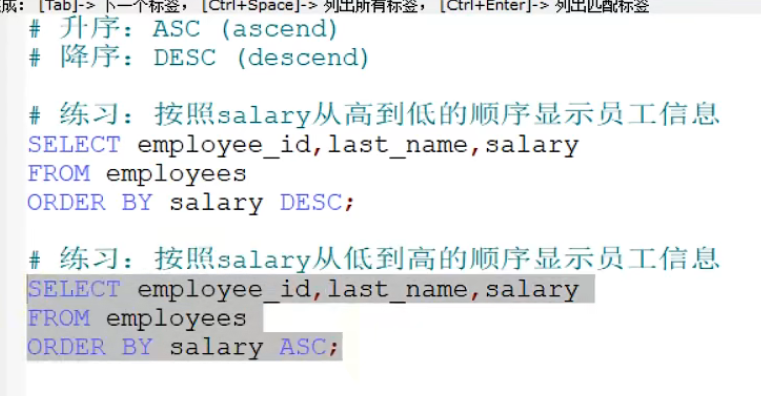 成： [Tab]-> 下一个标签， [Ctrl+Space]-> 列出所有标签， [Ctrl+Enter]-> 列出匹配标签
# 升序：ASC (ascend)
# 降序：DESC (descend)
# 练习：按照salary从高到低的顺序显示员工信息
SELECT employee_id,last_name,salary
FROM employees
ORDER BY salary DESC;
# 练习：按照salary从低到高的顺序显示员工信息
SELECT employee_id,last_name,salary
FROM employees
ORDER BY salary ASC;